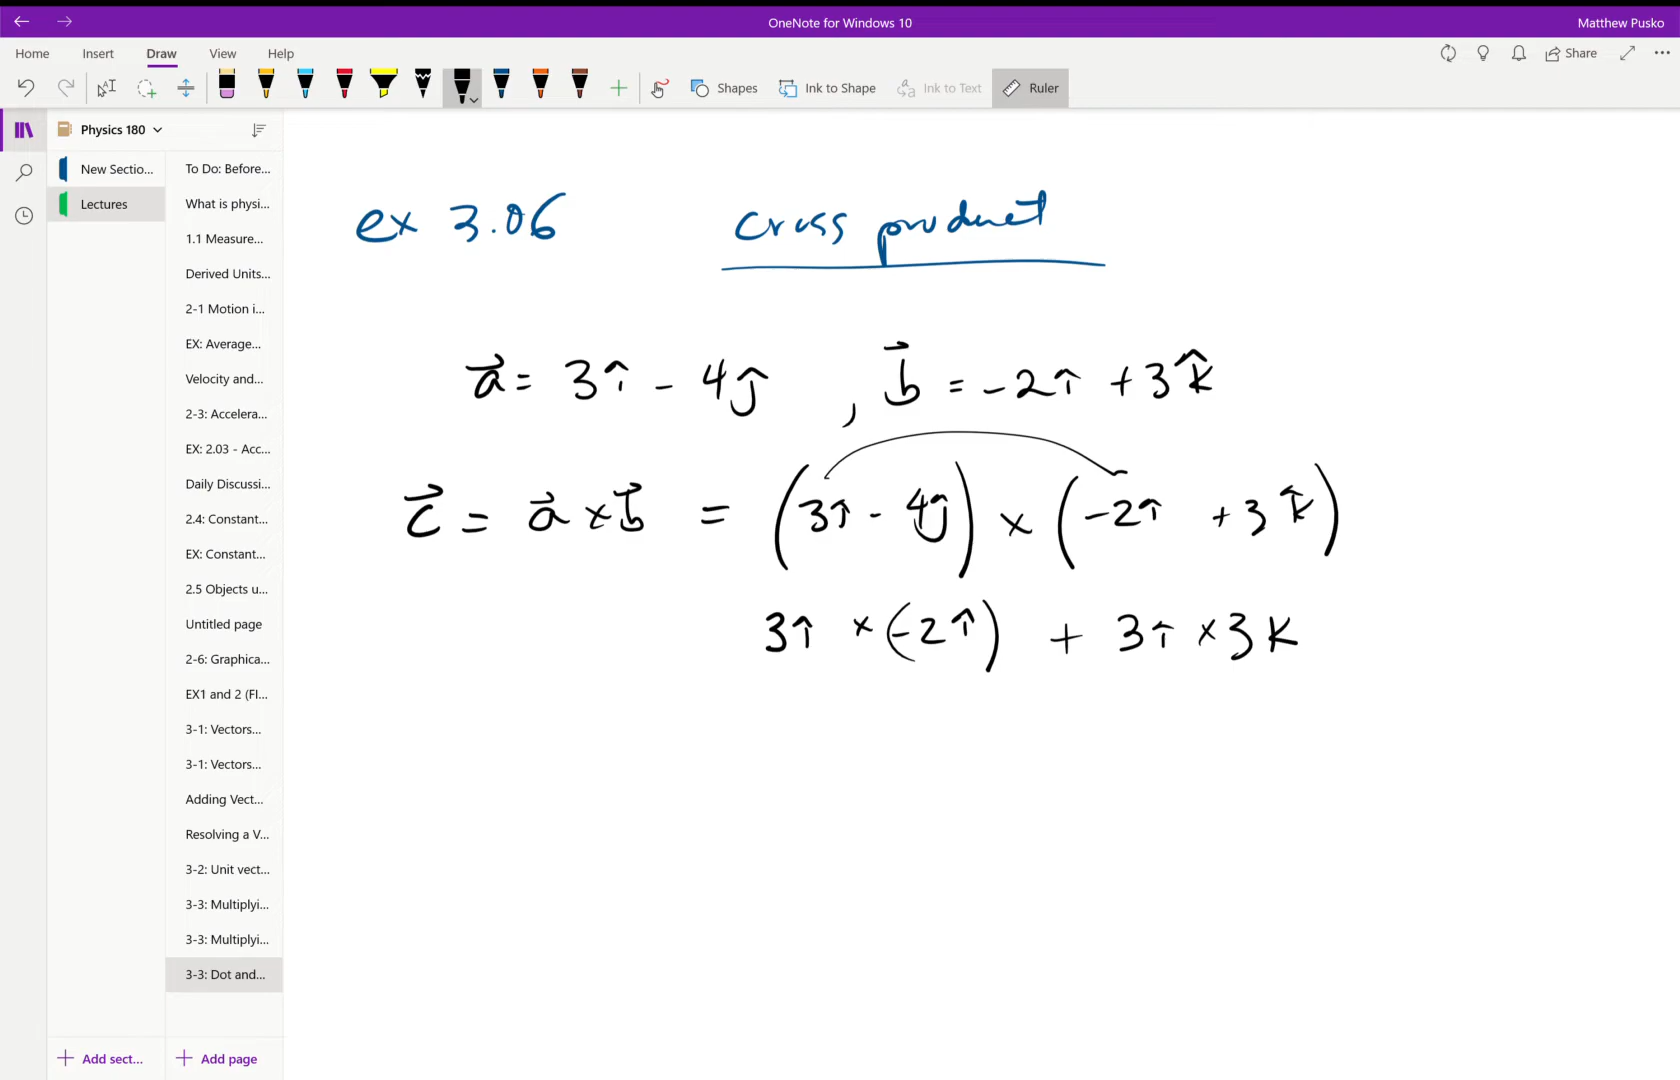 OneNote for Windows 10
Matthew Pusko
Home Insert Draw View Help
Share
Shapes Ink to Shape Ink to Text Ruler
Physics 180
New Sectio...
Lectures
To Do: Before...
What is physi...
1.1 Measure...
Derived Units...
2-1 Motion i...
EX: Average...
Velocity and...
2-3: Accelera...
EX: 2.03 - Acc...
Daily Discussi...
2.4: Constant...
EX: Constant...
2.5 Objects u...
Untitled page
2-6: Graphica...
EX1 and 2 (FI...
3-1: Vectors...
3-1: Vectors...
Adding Vect...
Resolving a V...
3-2: Unit vect...
3-3: Multiplyi...
3-3: Multiplyi...
3-3: Dot and...
Add sect...
Add page
ex 3.06 cross product
a⃗ = 3î - 4ĵ , b⃗ = -2î + 3k̂
c⃗ = a⃗ × b⃗ = (3î - 4ĵ) × (-2î + 3k̂)
3î × (-2î) + 3î × 3k